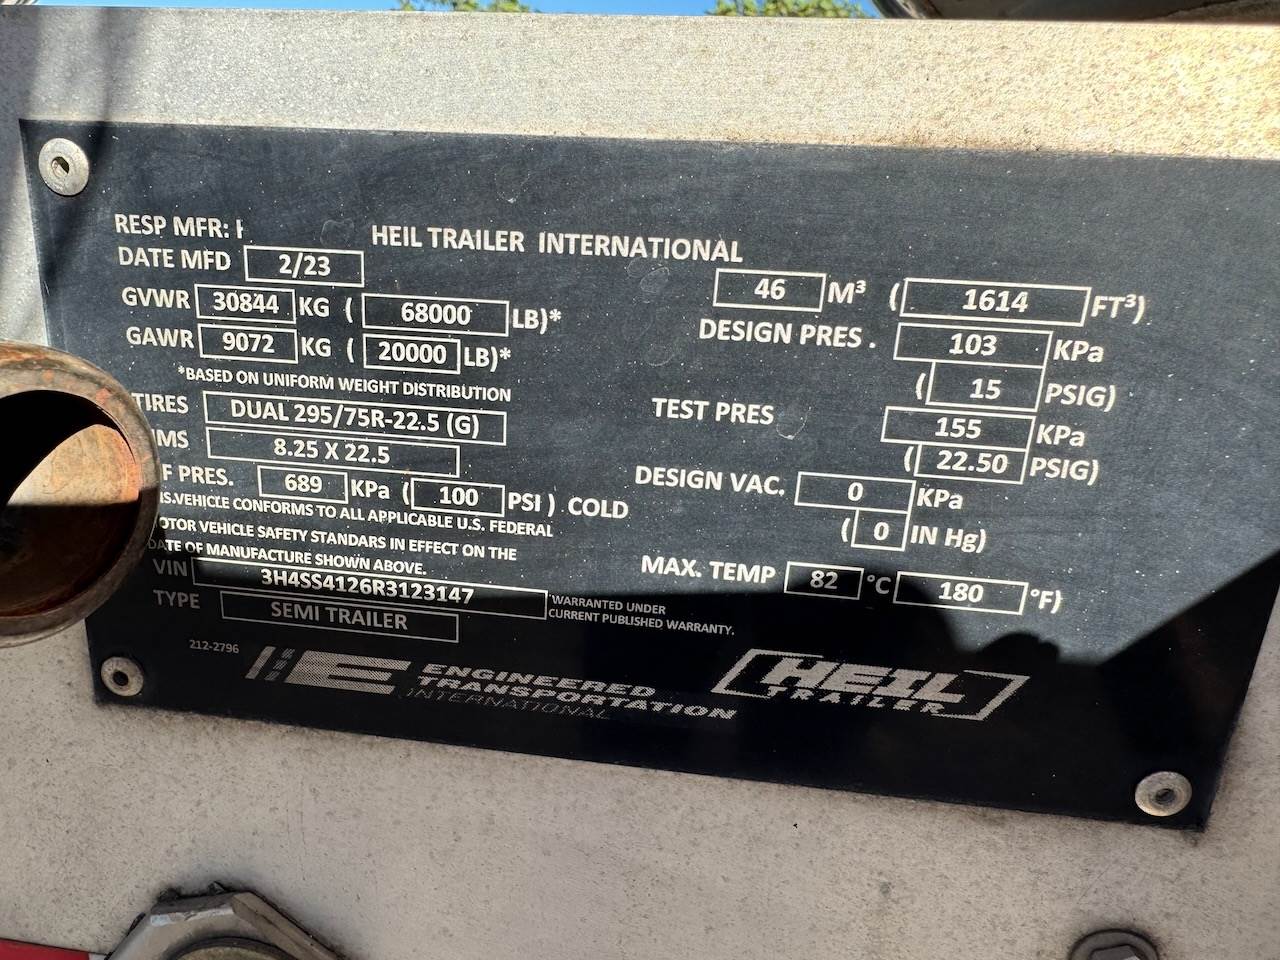 RESP MFR: HEIL TRAILER INTERNATIONAL
DATE MFD 2/23
GVWR 30844 KG ( 68000 LB)*
GAWR 9072 KG ( 20000 LB)*
*BASED ON UNIFORM WEIGHT DISTRIBUTION
TIRES DUAL 295/75R-22.5 (G)
IMS 8.25 X 22.5
F PRES. 689 KPa ( 100 PSI ) COLD
IS.VEHICLE CONFORMS TO ALL APPLICABLE U.S. FEDERAL
OTOR VEHICLE SAFETY STANDARS IN EFFECT ON THE
DATE OF MANUFACTURE SHOWN ABOVE.
VIN 3H4SS4126R3123147
TYPE SEMI TRAILER
212-2796
46 M³ ( 1614 FT³)
DESIGN PRES . 103 KPa
( 15 PSIG)
TEST PRES 155 KPa
( 22.50 PSIG)
DESIGN VAC. 0 KPa
( 0 IN Hg)
MAX. TEMP 82 °C 180 °F)
*WARRANTED UNDER
CURRENT PUBLISHED WARRANTY.
ENGINEERED
TRANSPORTATION
INTERNATIONAL
HEIL
TRAILER